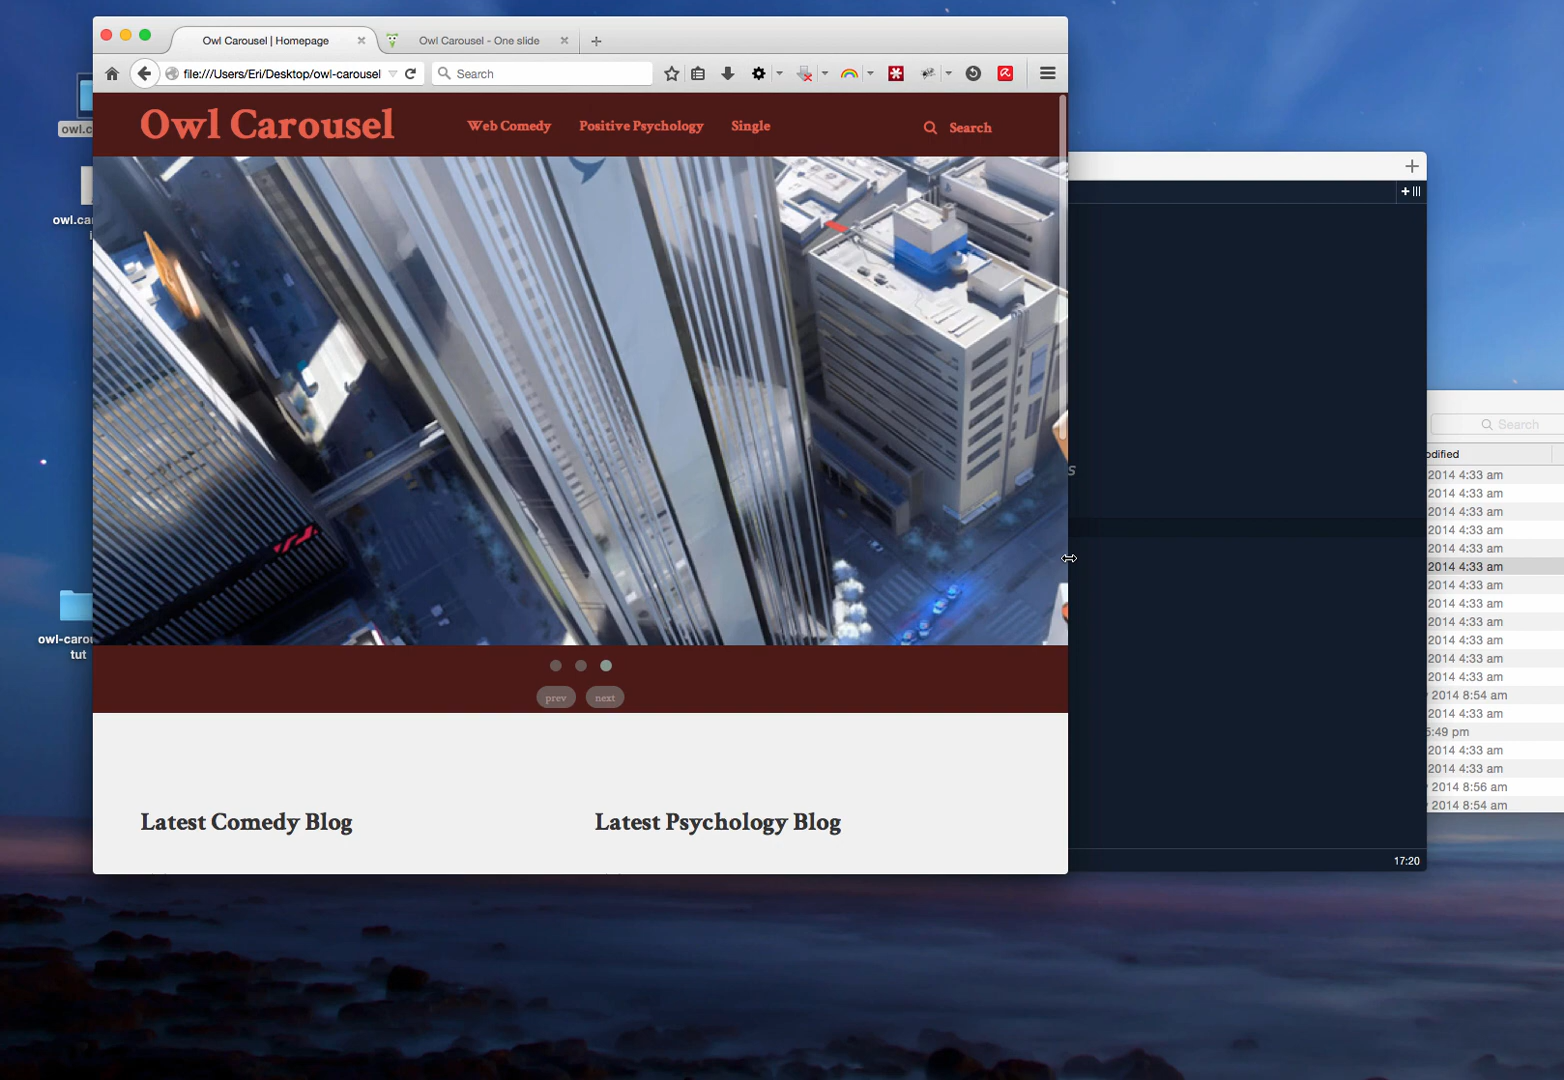 Owl Carousel | Homepage
Owl Carousel - One slide
file:///Users/Eri/Desktop/owl-carousel
Search
Owl Carousel
Web Comedy
Positive Psychology
Single
Search
prev
next
Latest Comedy Blog
Latest Psychology Blog
tut
17:20
Search
odified
2014 4:33 am
2014 4:33 am
2014 4:33 am
2014 4:33 am
2014 4:33 am
2014 4:33 am
2014 4:33 am
2014 4:33 am
2014 4:33 am
2014 4:33 am
2014 4:33 am
2014 4:33 am
2014 8:54 am
2014 4:33 am
5:49 pm
2014 4:33 am
2014 4:33 am
2014 8:56 am
2014 8:54 am